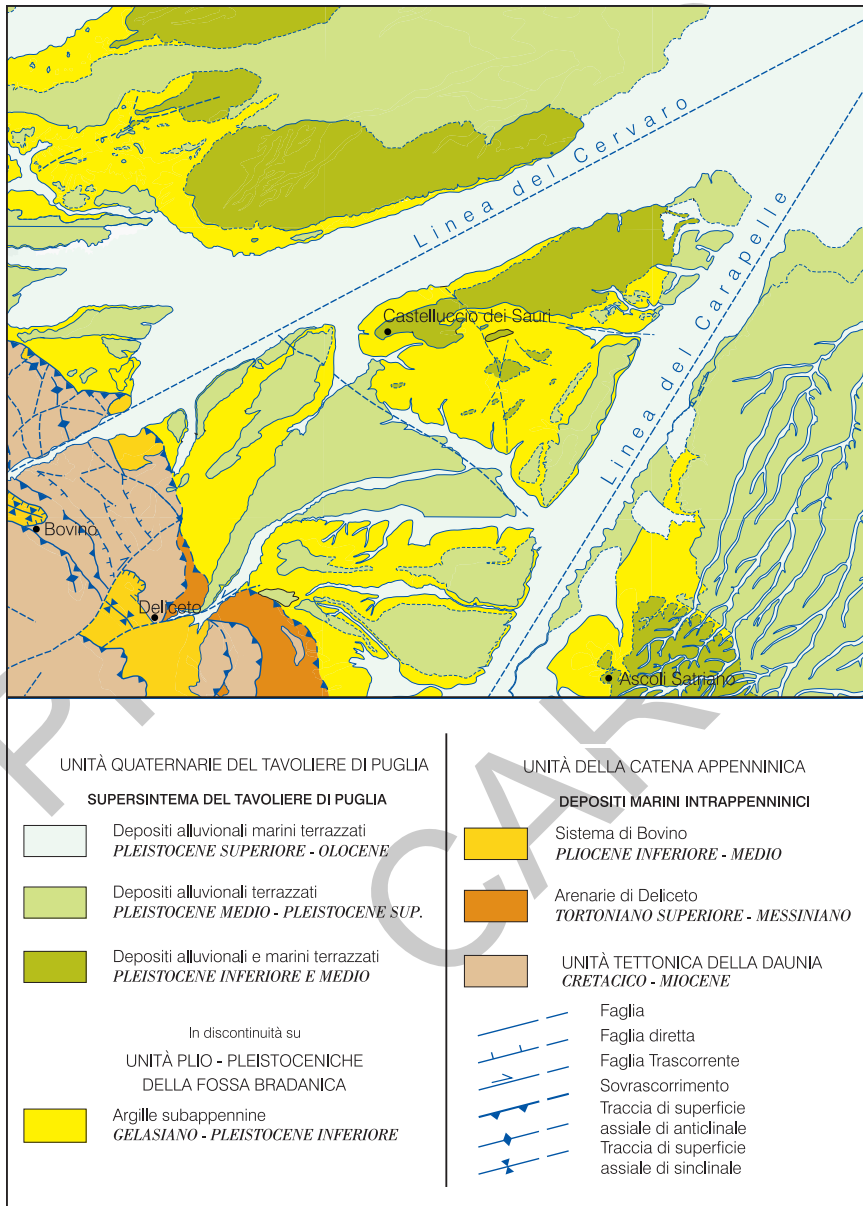 Linea del Cervaro
Linea del Carapelle
Castelluccio dei Sauri
Bovino
Deliceto
Ascoli Satriano
UNITÀ QUATERNARIE DEL TAVOLIERE DI PUGLIA
SUPERSINTEMA DEL TAVOLIERE DI PUGLIA
Depositi alluvionali marini terrazzati
PLEISTOCENE SUPERIORE - OLOCENE
Depositi alluvionali terrazzati
PLEISTOCENE MEDIO - PLEISTOCENE SUP.
Depositi alluvionali e marini terrazzati
PLEISTOCENE INFERIORE E MEDIO
In discontinuità su
UNITÀ PLIO - PLEISTOCENICHE
DELLA FOSSA BRADANICA
Argille subappennine
GELASIANO - PLEISTOCENE INFERIORE
UNITÀ DELLA CATENA APPENNINICA
DEPOSITI MARINI INTRAPPENNINICI
Sistema di Bovino
PLIOCENE INFERIORE - MEDIO
Arenarie di Deliceto
TORTONIANO SUPERIORE - MESSINIANO
UNITÀ TETTONICA DELLA DAUNIA
CRETACICO - MIOCENE
Faglia
Faglia diretta
Faglia Trascorrente
Sovrascorrimento
Traccia di superficie
assiale di anticlinale
Traccia di superficie
assiale di sinclinale